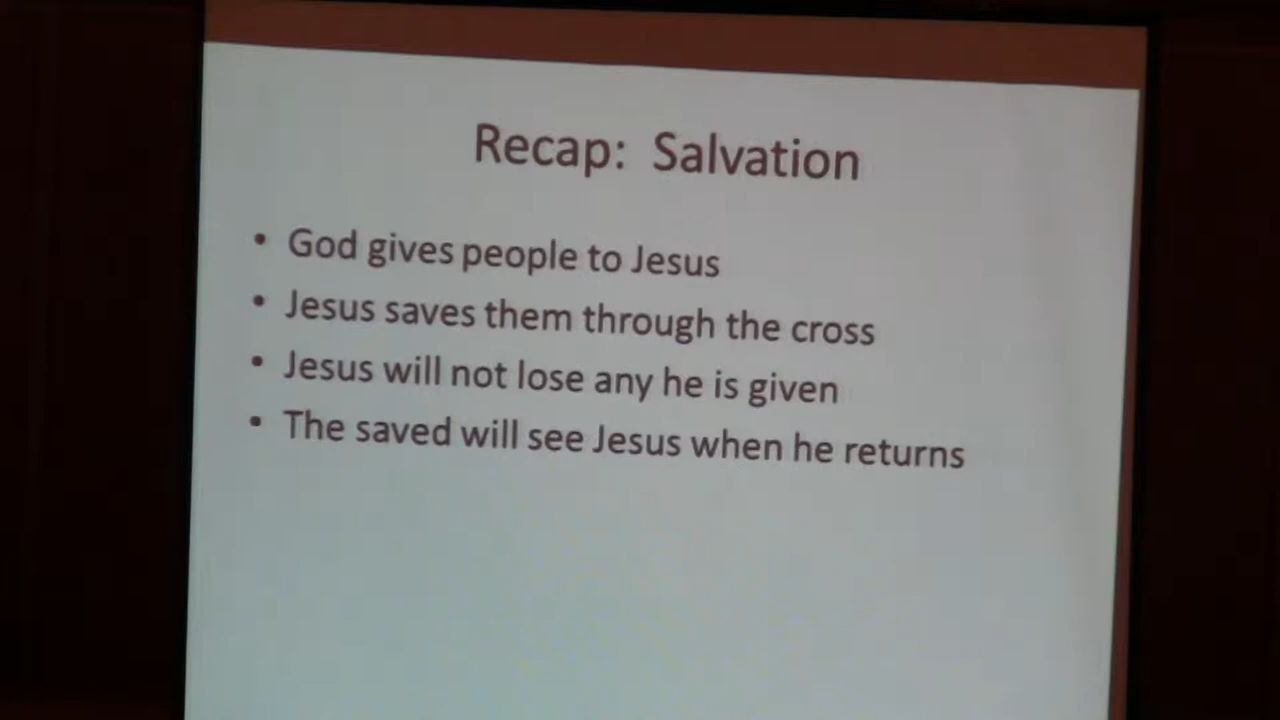 Recap: Salvation
• God gives people to Jesus
• Jesus saves them through the cross
• Jesus will not lose any he is given
• The saved will see Jesus when he returns